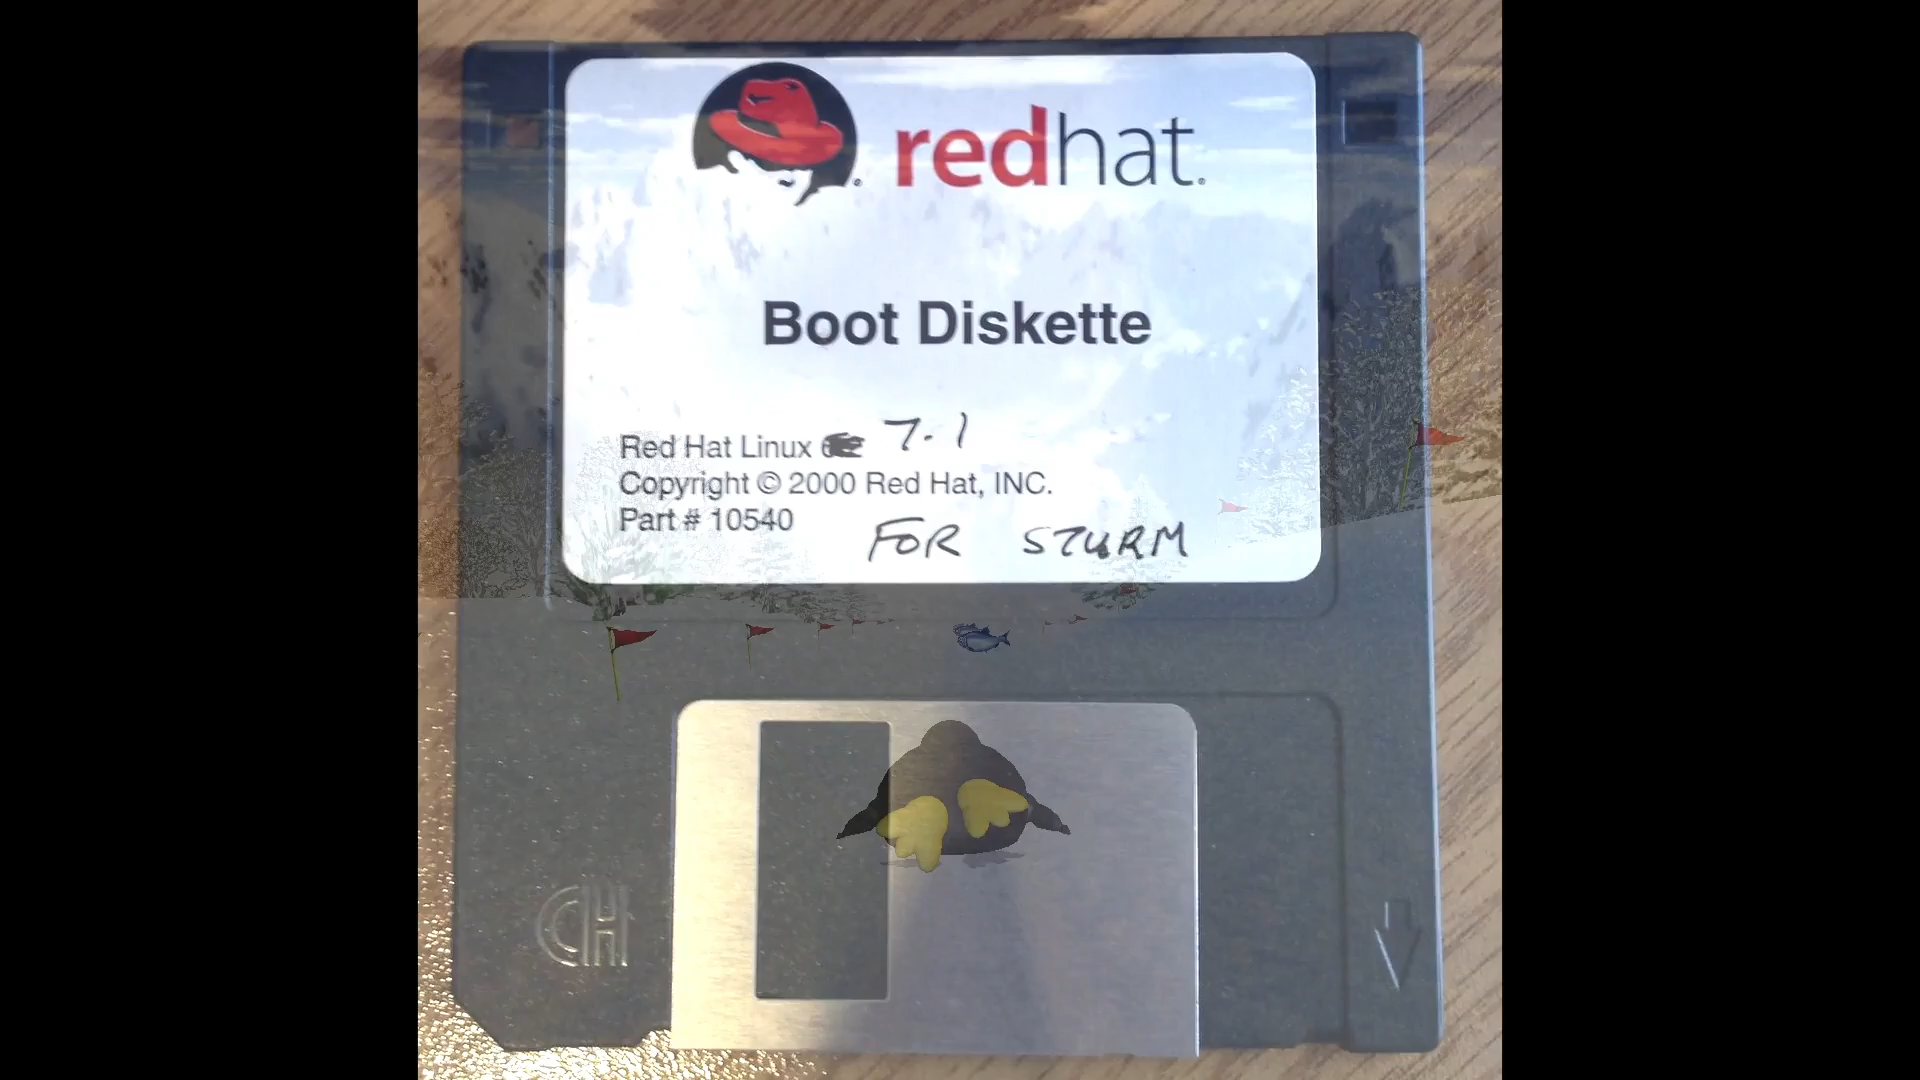 redhat.
Boot Diskette
Red Hat Linux 7.1
Copyright © 2000 Red Hat, INC.
Part # 10540
FOR STURM